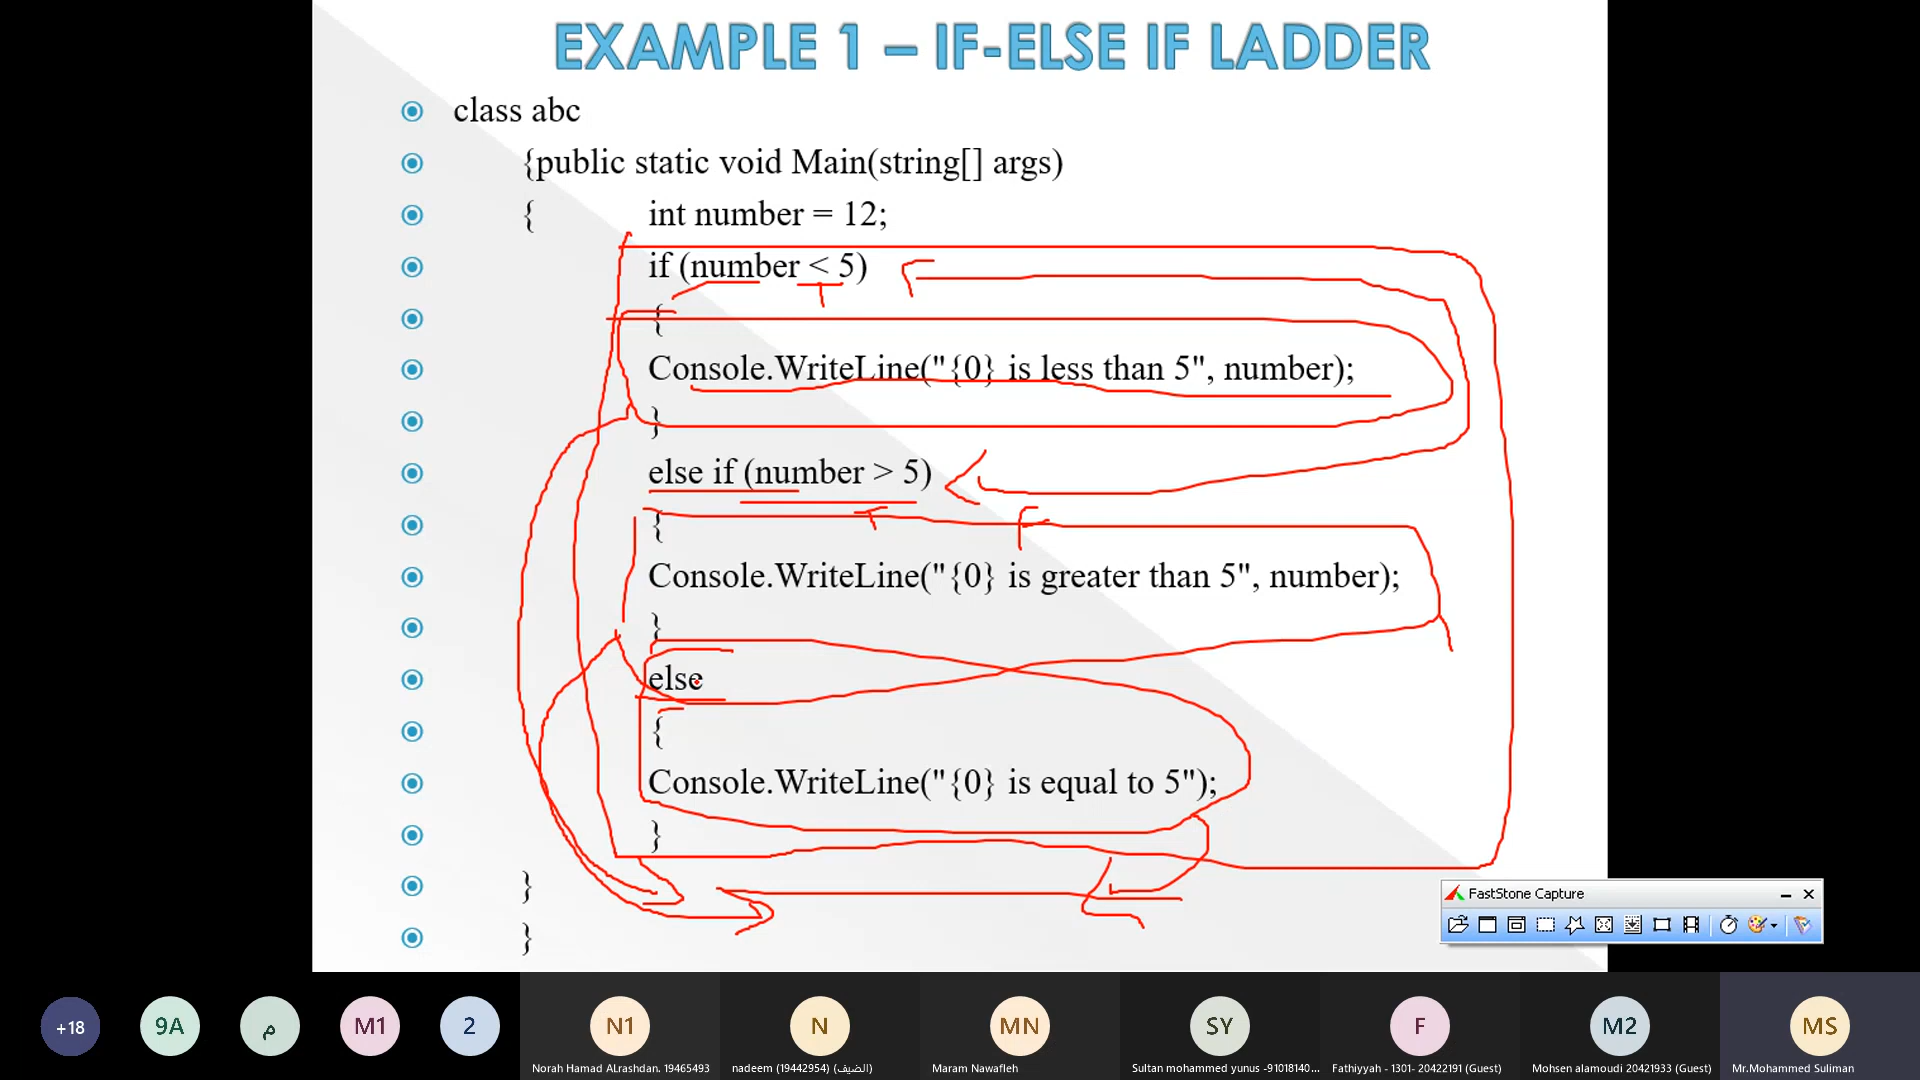 EXAMPLE 1 – IF-ELSE IF LADDER
class abc
{public static void Main(string[] args)
{ int number = 12;
if (number < 5)
{
Console.WriteLine("{0} is less than 5", number);
}
else if (number > 5)
{
Console.WriteLine("{0} is greater than 5", number);
}
else
{
Console.WriteLine("{0} is equal to 5");
}
}
}
FastStone Capture
+18
9A
م
M1
2
N1
N
MN
SY
F
M2
MS
Norah Hamad ALrashdan. 19465493
nadeem (19442954) (الضيف)
Maram Nawafleh
Sultan mohammed yunus -91018140...
Fathiyyah - 1301- 20422191 (Guest)
Mohsen alamoudi 20421933 (Guest)
Mr.Mohammed Suliman